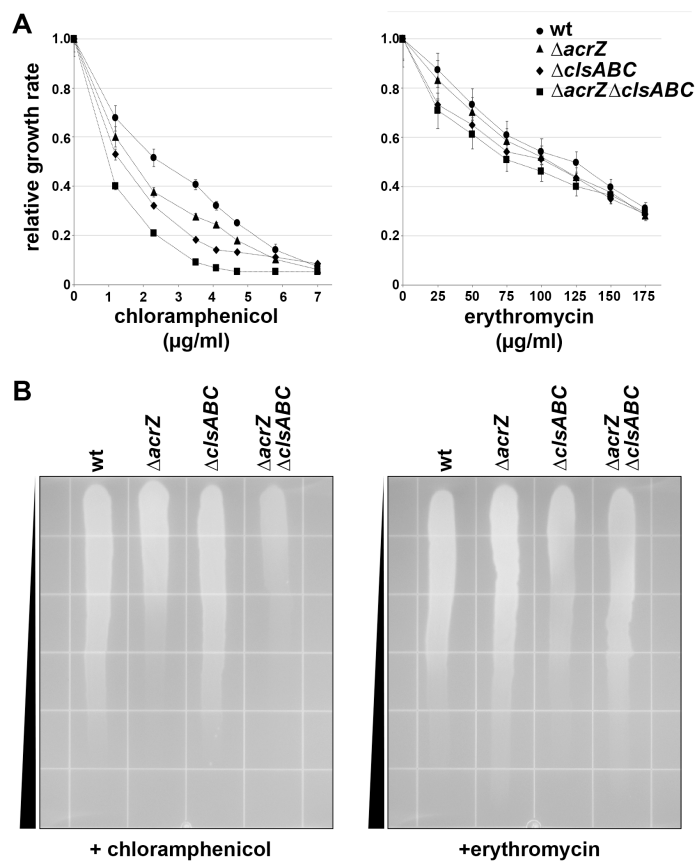 A
relative growth rate
1.0
0.8
0.6
0.4
0.2
0
0 1 2 3 4 5 6 7
chloramphenicol
(µg/ml)
1.0
0.8
0.6
0.4
0.2
0
0 25 50 75 100 125 150 175
erythromycin
(µg/ml)
wt
ΔacrZ
ΔclsABC
ΔacrZΔclsABC
B
wt
ΔacrZ
ΔclsABC
ΔacrZ
ΔclsABC
+ chloramphenicol
wt
ΔacrZ
ΔclsABC
ΔacrZ
ΔclsABC
+erythromycin